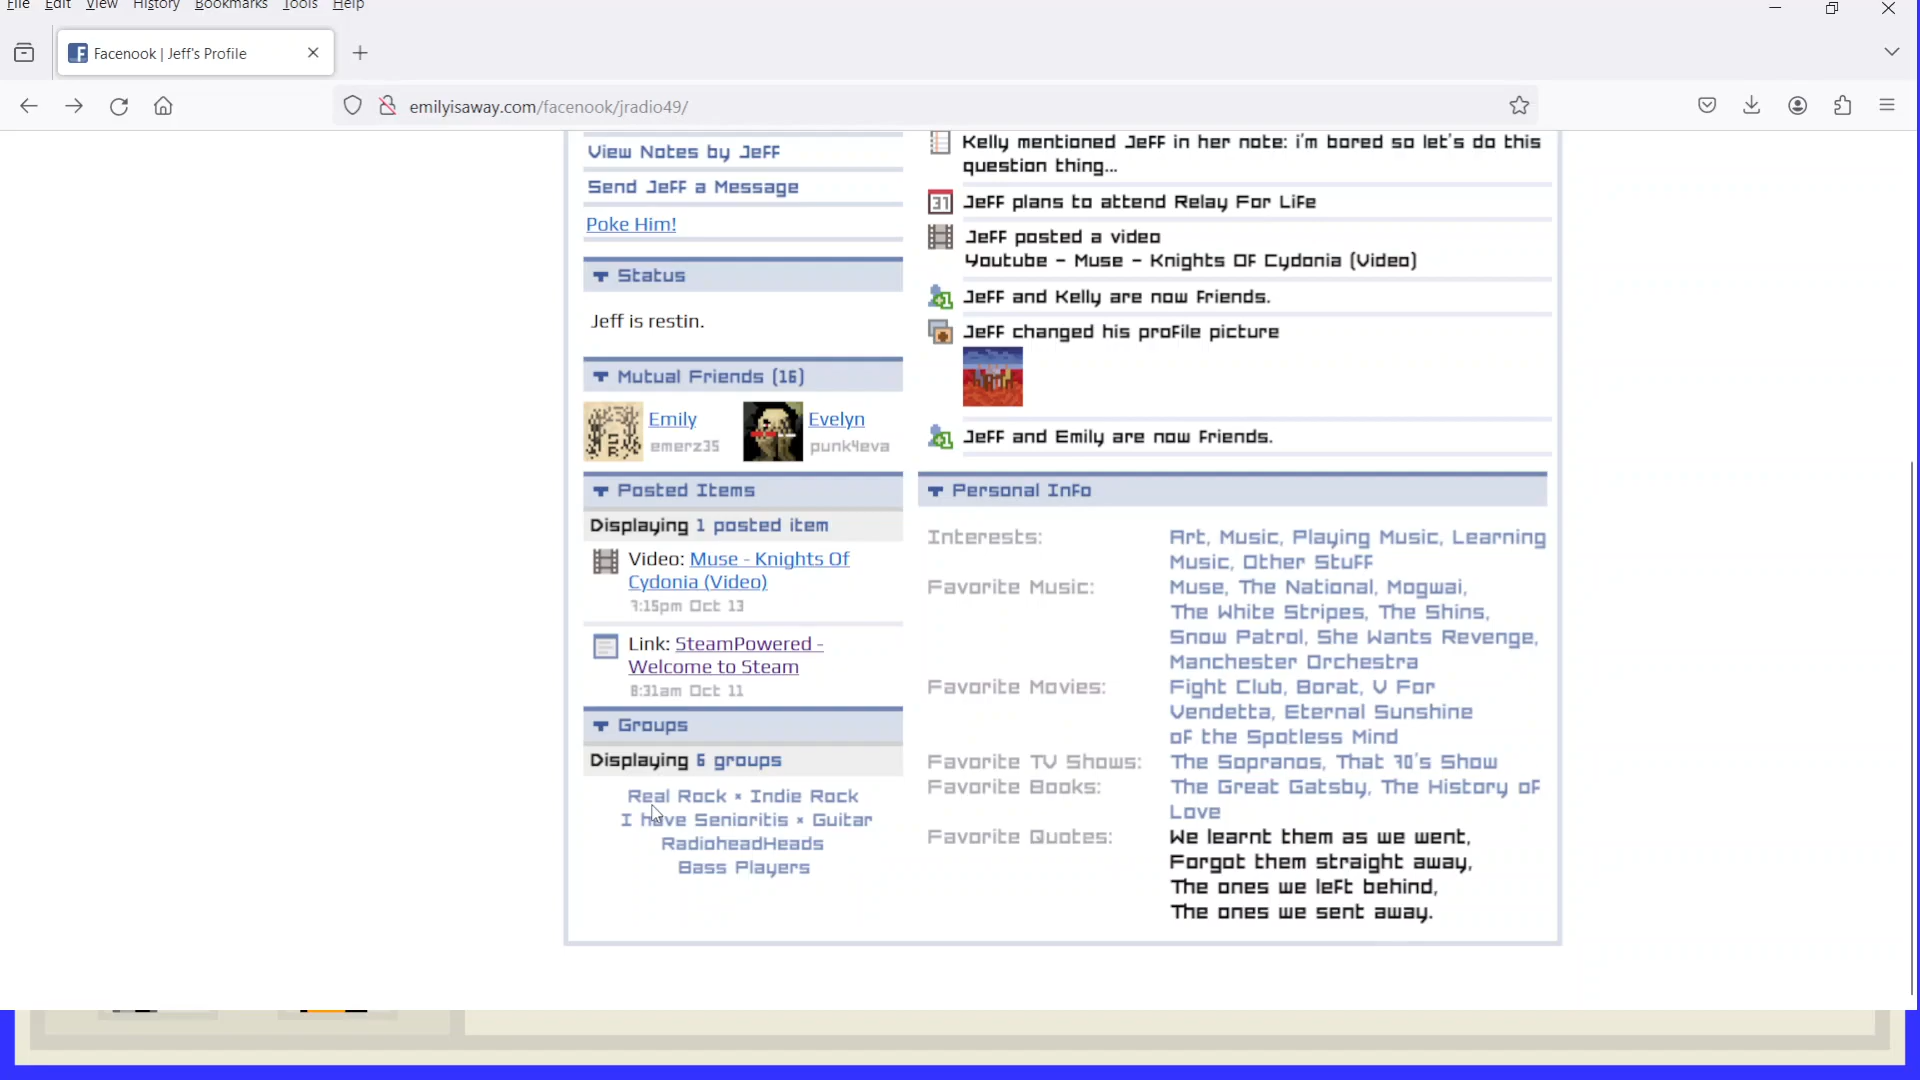 File Edit View History Bookmarks Tools Help
Facenook | Jeff's Profile
emilyisaway.com/facenook/jradio49/
View Notes by Jeff
Send Jeff a Message
Poke Him!
Status
Jeff is restin.
Mutual Friends (16)
Emily
emerz35
Evelyn
punk4eva
Posted Items
Displaying 1 posted item
Video: Muse - Knights Of
Cydonia (Video)
7:15pm Oct 13
Link: SteamPowered -
Welcome to Steam
8:31am Oct 11
Groups
Displaying 6 groups
Real Rock × Indie Rock
I have Senioritis × Guitar
RadioheadHeads
Bass Players
Kelly mentioned Jeff in her note: i'm bored so let's do this
question thing...
31
Jeff plans to attend Relay For Life
Jeff posted a video
Youtube - Muse - Knights Of Cydonia (Video)
Jeff and Kelly are now friends.
Jeff changed his profile picture
Jeff and Emily are now friends.
Personal Info
Interests: Art, Music, Playing Music, Learning
Music, Other Stuff
Favorite Music: Muse, The National, Mogwai,
The White Stripes, The Shins,
Snow Patrol, She Wants Revenge,
Manchester Orchestra
Favorite Movies: Fight Club, Borat, V For
Vendetta, Eternal Sunshine
of the Spotless Mind
Favorite TV Shows: The Sopranos, That 70's Show
Favorite Books: The Great Gatsby, The History of
Love
Favorite Quotes: We learnt them as we went,
Forgot them straight away,
The ones we left behind,
The ones we sent away.